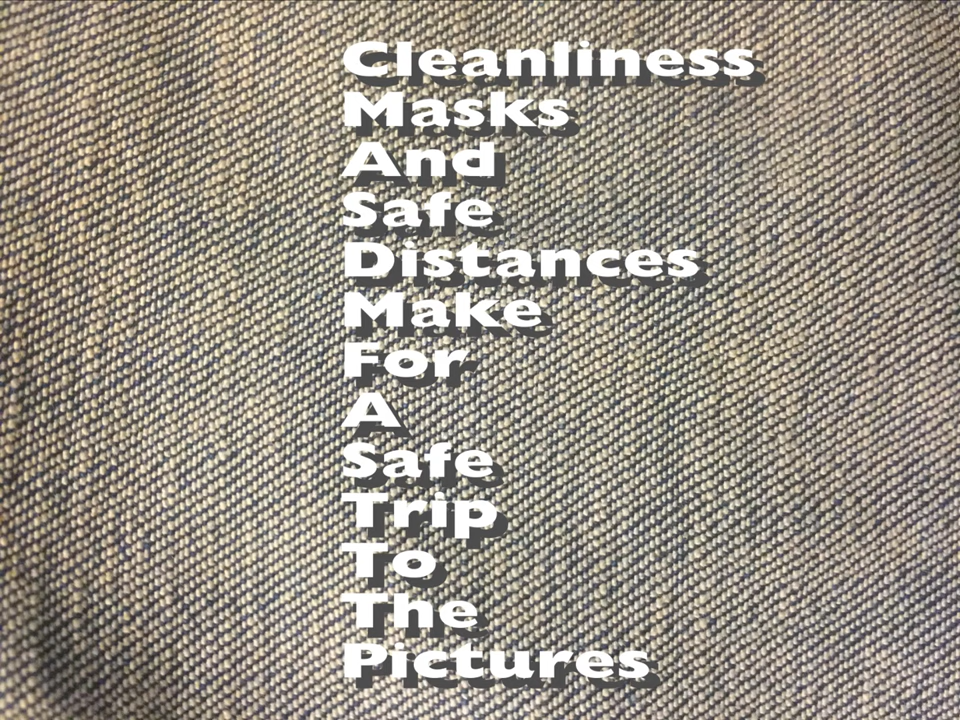 Cleanliness
Masks
And
Safe
Distances
Make
For
A
Safe
Trip
To
The
Pictures